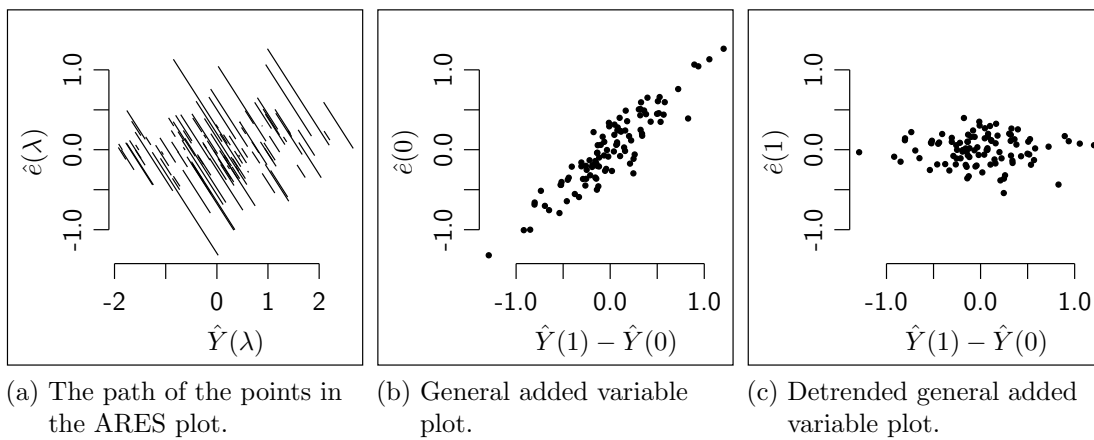 1.0
0.0
-1.0
ê(λ)
-2
0
1
2
Ŷ(λ)
1.0
0.0
-1.0
ê(0)
-1.0
0.0
1.0
Ŷ(1) − Ŷ(0)
1.0
0.0
-1.0
ê(1)
-1.0
0.0
1.0
Ŷ(1) − Ŷ(0)
(a) The path of the points in
the ARES plot.
(b) General added variable
plot.
(c) Detrended general added
variable plot.